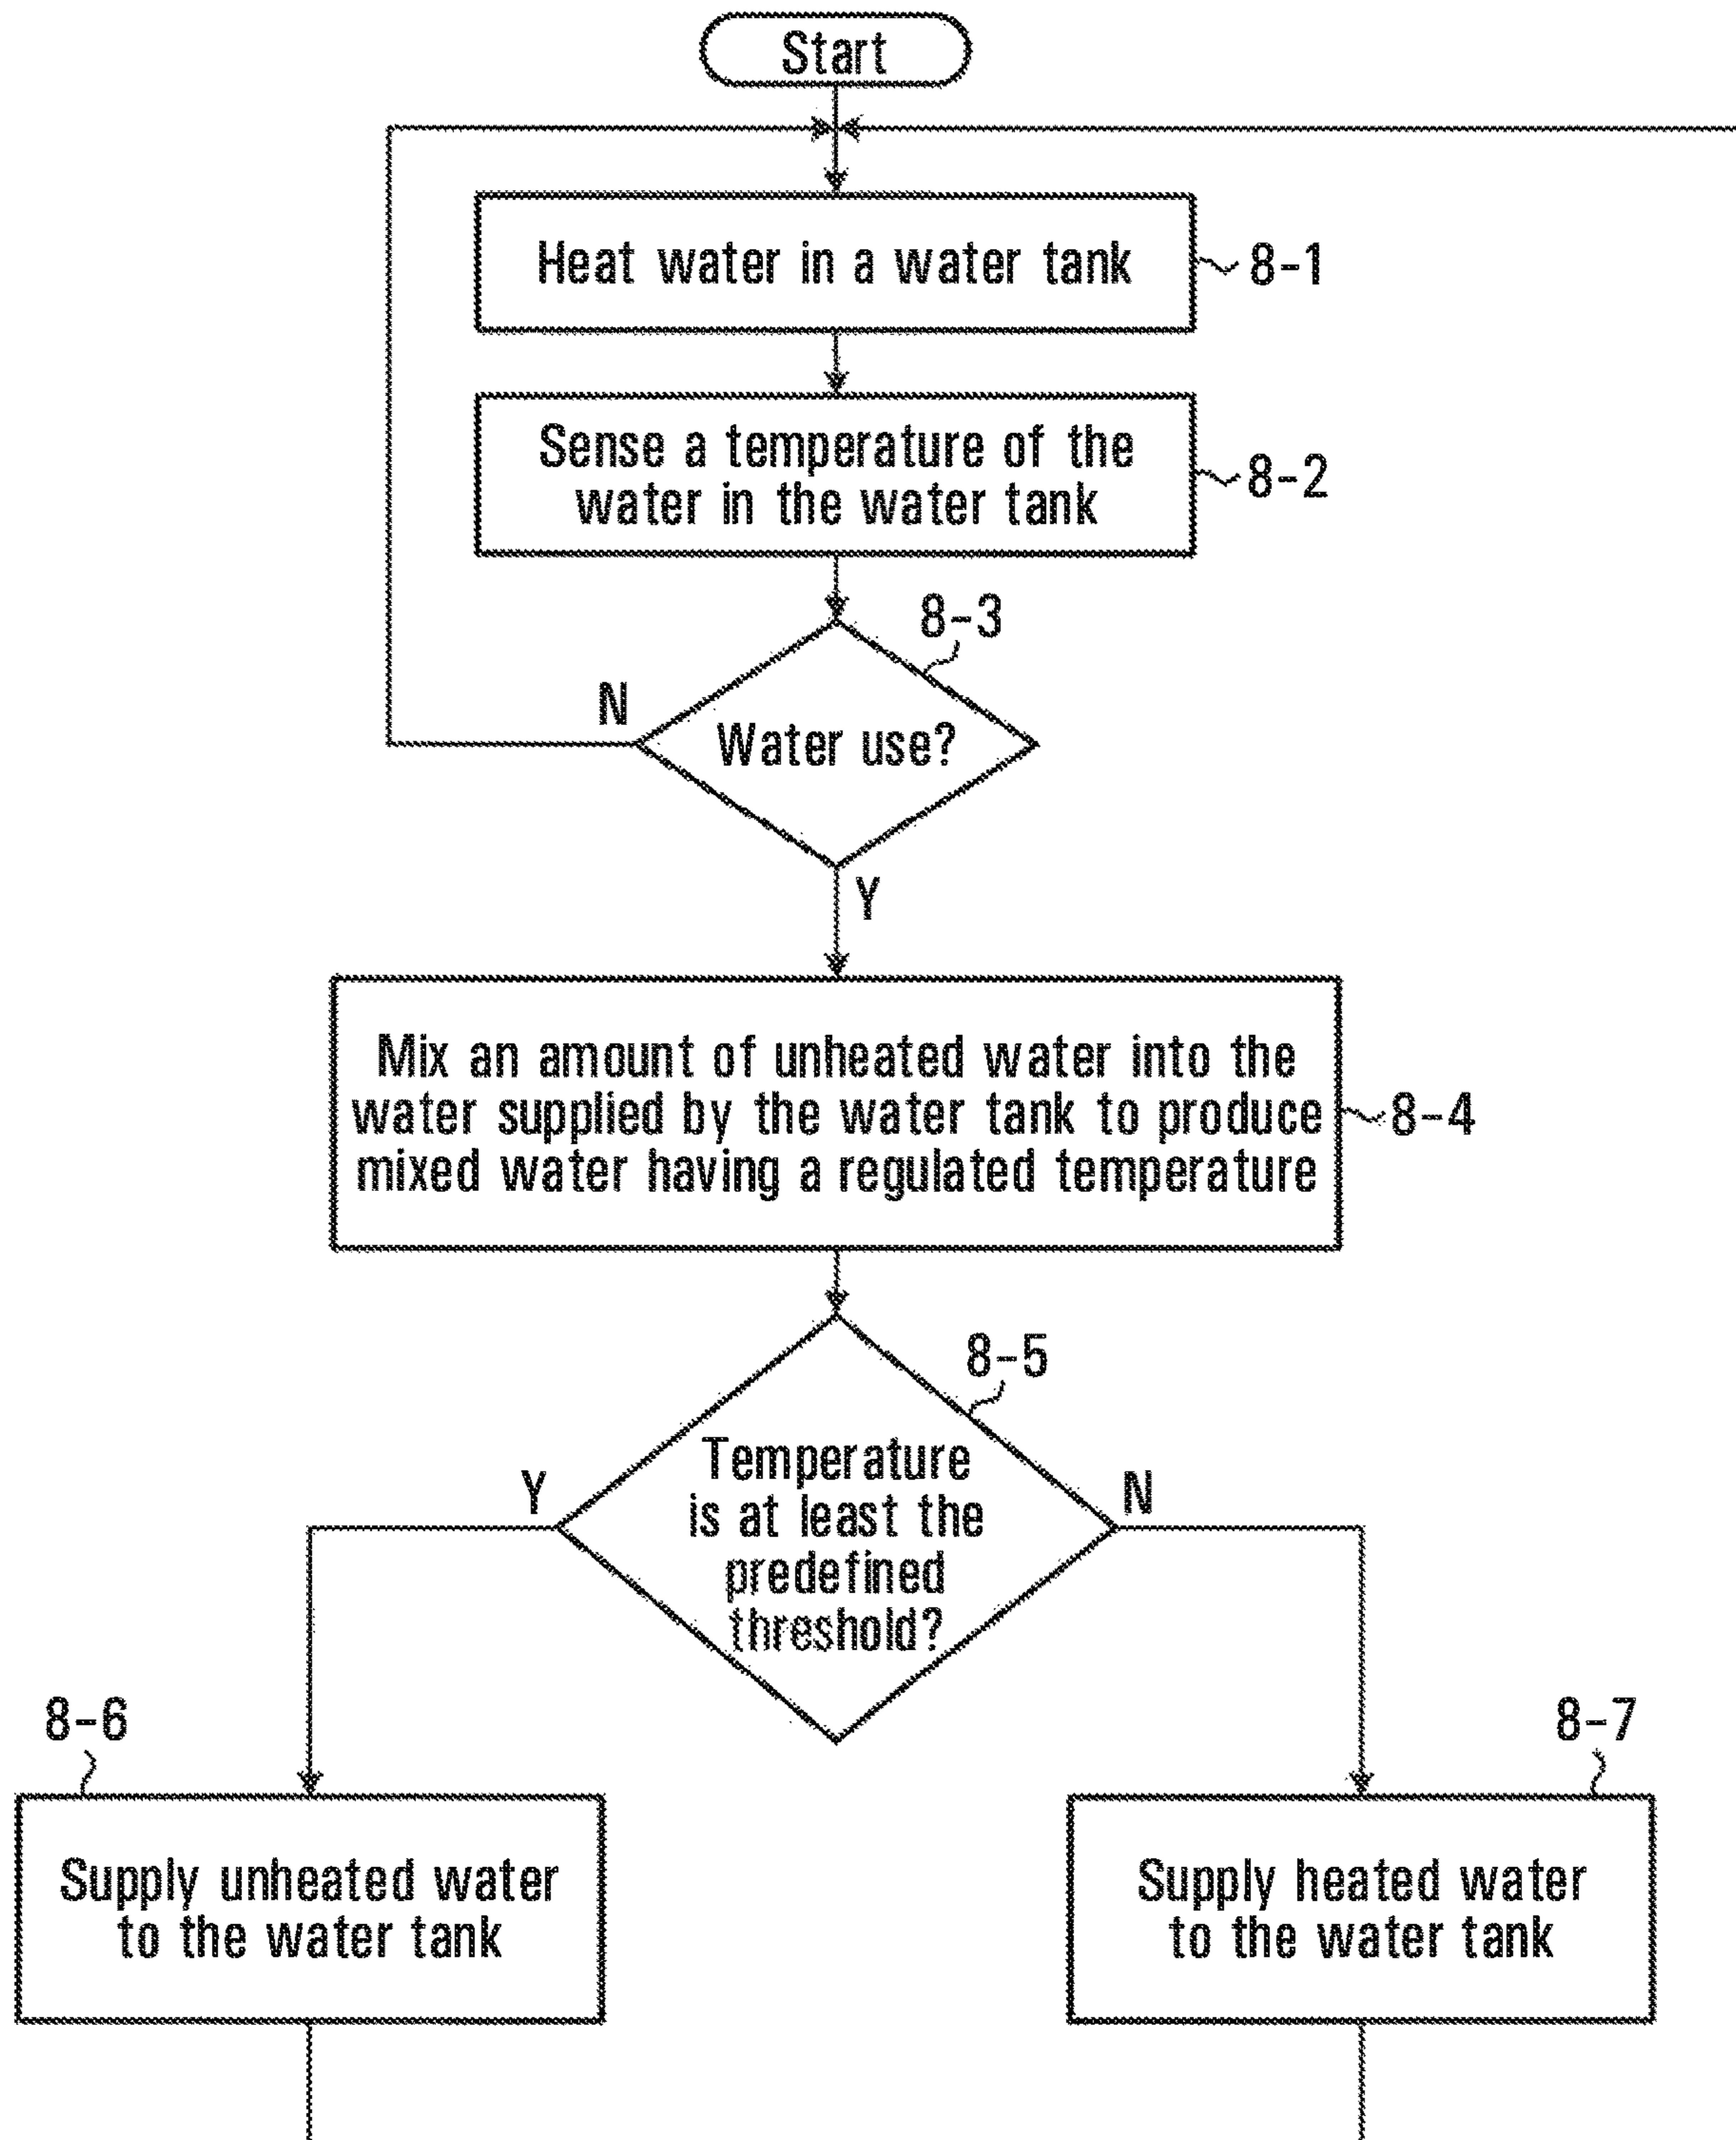 Start
Heat water in a water tank
8-1
Sense a temperature of the
water in the water tank
8-2
8-3
N
Water use?
Y
Mix an amount of unheated water into the
water supplied by the water tank to produce
mixed water having a regulated temperature
8-4
8-5
Y
Temperature
is at least the
predefined
threshold?
N
8-6
Supply unheated water
to the water tank
8-7
Supply heated water
to the water tank